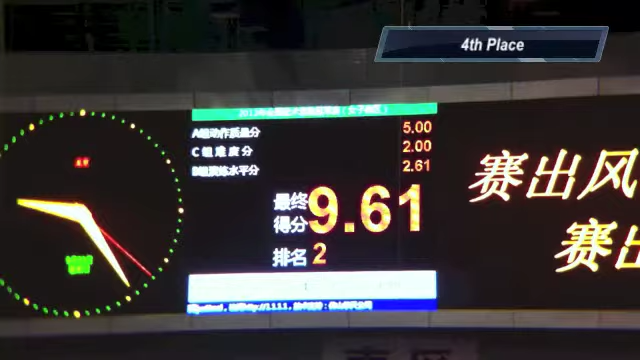 4th Place
A组动作质量分 5.00
C组难度分 2.00
B组演练水平分 2.61
最终得分 9.61
排名 2
赛出风
赛出